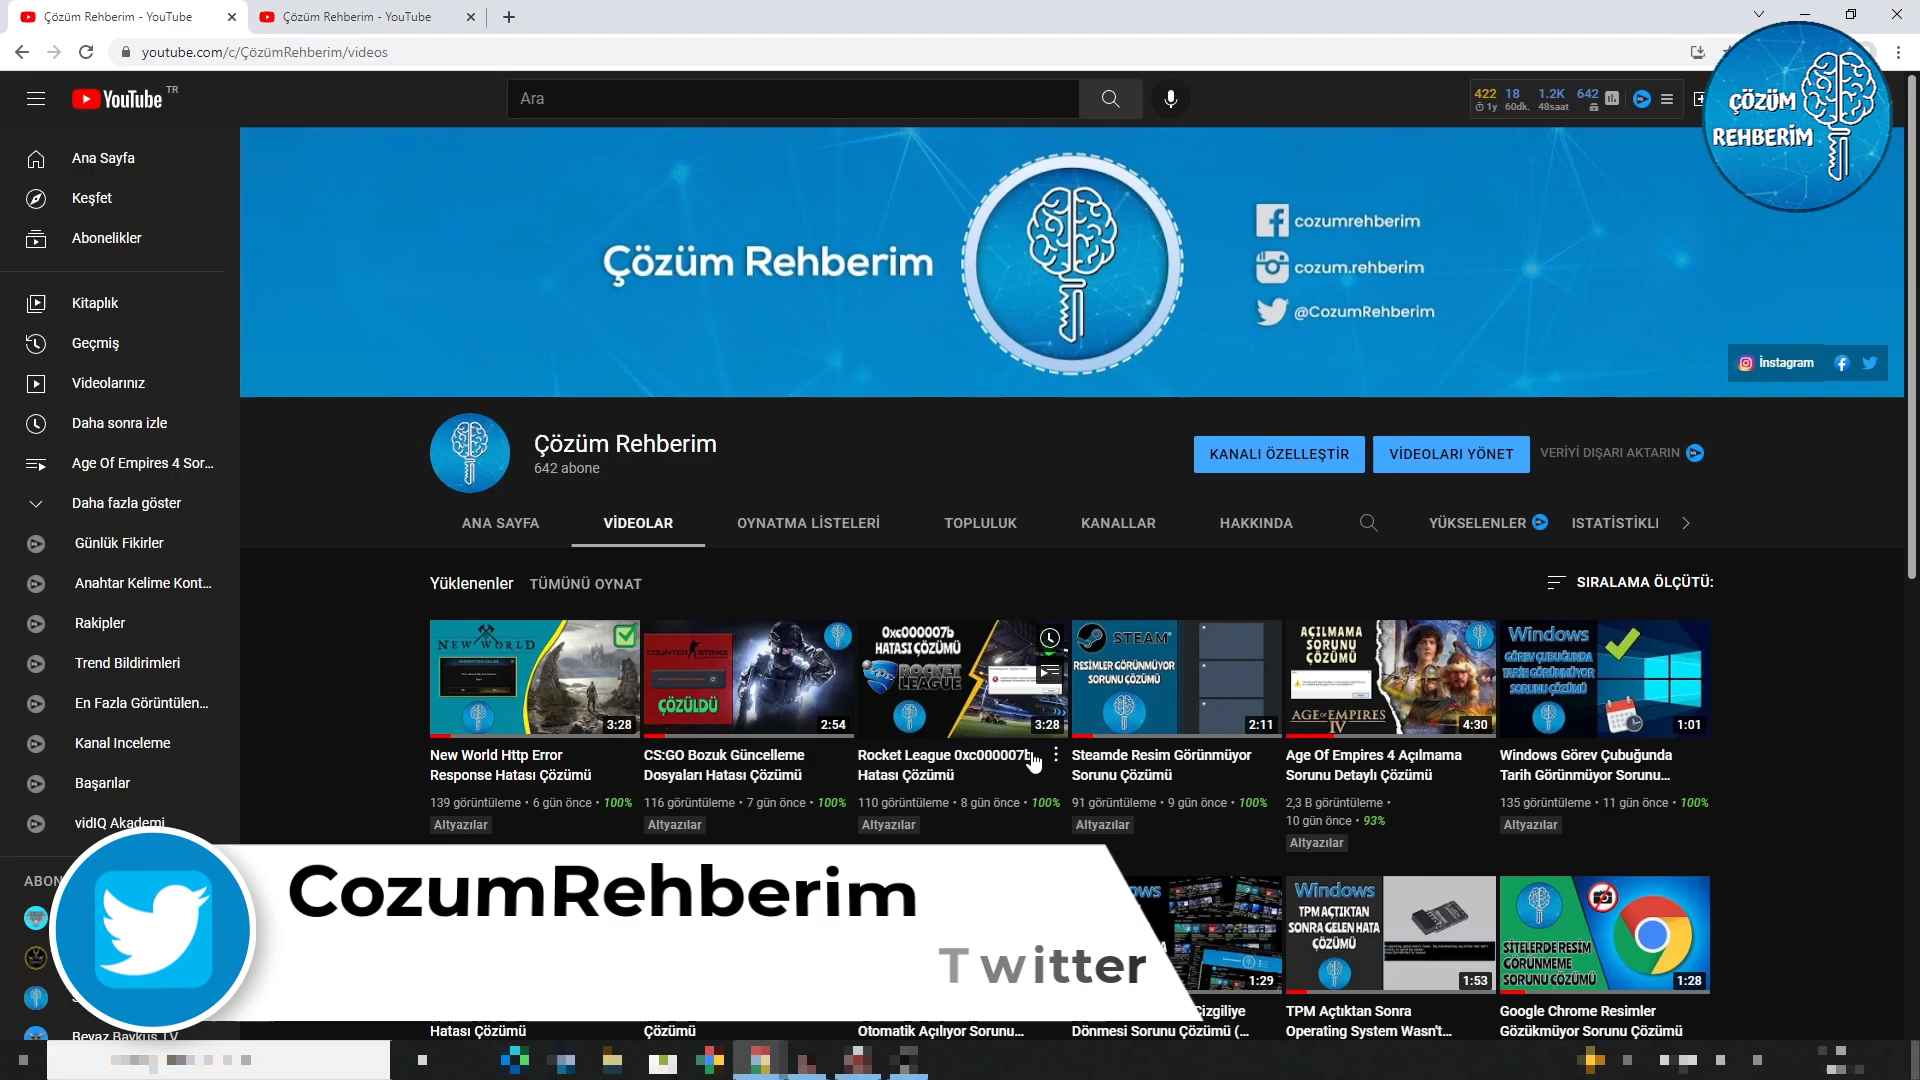 Çözüm Rehberim - YouTube
Çözüm Rehberim - YouTube
youtube.com/c/ÇözümRehberim/videos
YouTube TR
Ara
422 18 1.2K 642
1y 60dk. 48saat
ÇÖZÜM
REHBERİM
Ana Sayfa
Keşfet
Abonelikler
Kitaplık
Geçmiş
Videolarınız
Daha sonra izle
Age Of Empires 4 Sor...
Daha fazla göster
Günlük Fikirler
Anahtar Kelime Kont...
Rakipler
Trend Bildirimleri
En Fazla Görüntülen...
Kanal İnceleme
Başarılar
vidIQ Akademi
ABON
Beyaz Baykuş TV
Çözüm Rehberim
cozumrehberim
cozum.rehberim
@CozumRehberim
İnstagram
Çözüm Rehberim
642 abone
KANALI ÖZELLEŞTİR
VİDEOLARI YÖNET
VERİYİ DIŞARI AKTARIN
ANA SAYFA
VİDEOLAR
OYNATMA LİSTELERİ
TOPLULUK
KANALLAR
HAKKINDA
YÜKSELENLER
ISTATİSTİKLI
Yüklenenler
TÜMÜNÜ OYNAT
SIRALAMA ÖLÇÜTÜ:
NEW WORLD
3:28
New World Http Error
Response Hatası Çözümü
139 görüntüleme • 6 gün önce • 100%
Altyazılar
COUNTER STRIKE
ÇÖZÜLDÜ
2:54
CS:GO Bozuk Güncelleme
Dosyaları Hatası Çözümü
116 görüntüleme • 7 gün önce • 100%
Altyazılar
0xc000007b
HATASI ÇÖZÜMÜ
ROCKET
LEAGUE
3:28
Rocket League 0xc000007b
Hatası Çözümü
110 görüntüleme • 8 gün önce • 100%
Altyazılar
STEAM
RESİMLER GÖRÜNMÜYOR
SORUNU ÇÖZÜMÜ
2:11
Steamde Resim Görünmüyor
Sorunu Çözümü
91 görüntüleme • 9 gün önce • 100%
Altyazılar
AÇILMAMA
SORUNU
ÇÖZÜMÜ
AGE OF EMPIRES
IV
4:30
Age Of Empires 4 Açılmama
Sorunu Detaylı Çözümü
2,3 B görüntüleme •
10 gün önce • 93%
Altyazılar
Windows
GÖREV ÇUBUĞUNDA
TARİH GÖRÜNMÜYOR
SORUNU ÇÖZÜMÜ
1:01
Windows Görev Çubuğunda
Tarih Görünmüyor Sorunu...
135 görüntüleme • 11 gün önce • 100%
Altyazılar
CozumRehberim
Twitter
Hatası Çözümü
Çözümü
Otomatik Açılıyor Sorunu...
1:29
Çizgiliye
Dönmesi Sorunu Çözümü (...
Windows
TPM AÇTIKTAN
SONRA GELEN HATA
ÇÖZÜMÜ
1:53
TPM Açtıktan Sonra
Operating System Wasn't...
SİTELERDE RESİM
GÖRÜNMEME
SORUNU ÇÖZÜMÜ
1:28
Google Chrome Resimler
Gözükmüyor Sorunu Çözümü